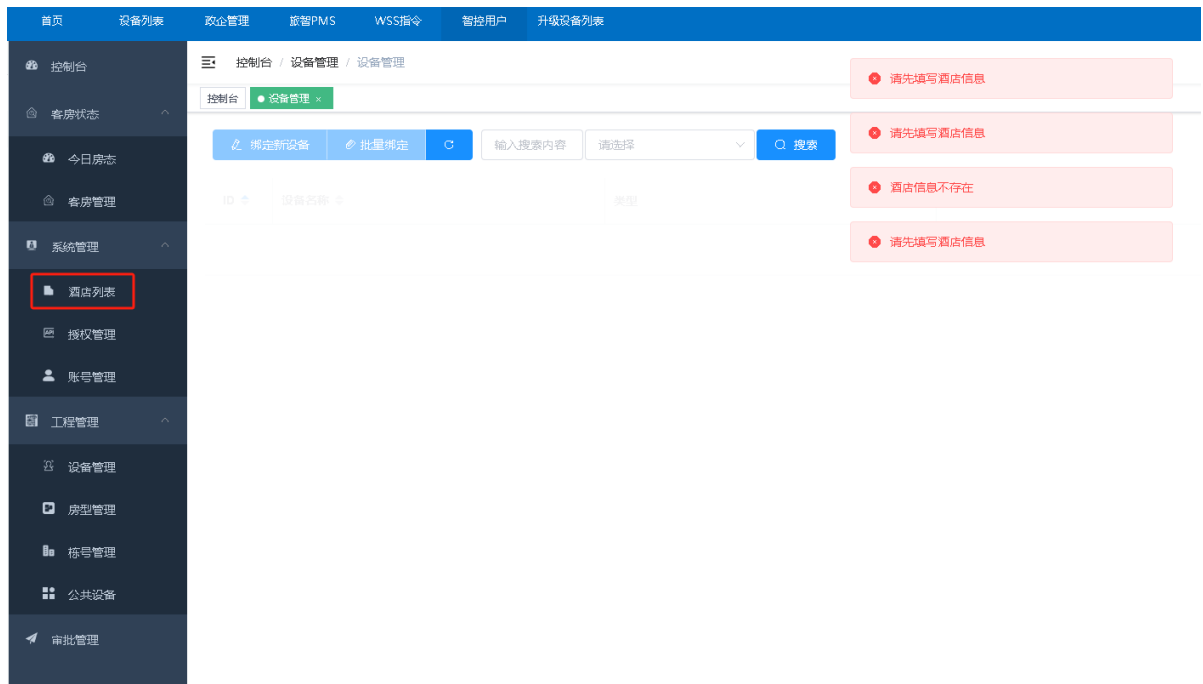 首页 设备列表 政企管理 旅智PMS WSS指令 智控用户 升级设备列表
控制台 / 设备管理 / 设备管理
控制台 设备管理 ×
绑定新设备 批量绑定 输入搜索内容 请选择 搜索
ID 设备名称 类型
请先填写酒店信息
请先填写酒店信息
酒店信息不存在
请先填写酒店信息
控制台
客房状态
今日房态
客房管理
系统管理
酒店列表
授权管理
账号管理
工程管理
设备管理
房型管理
栋号管理
公共设备
审批管理